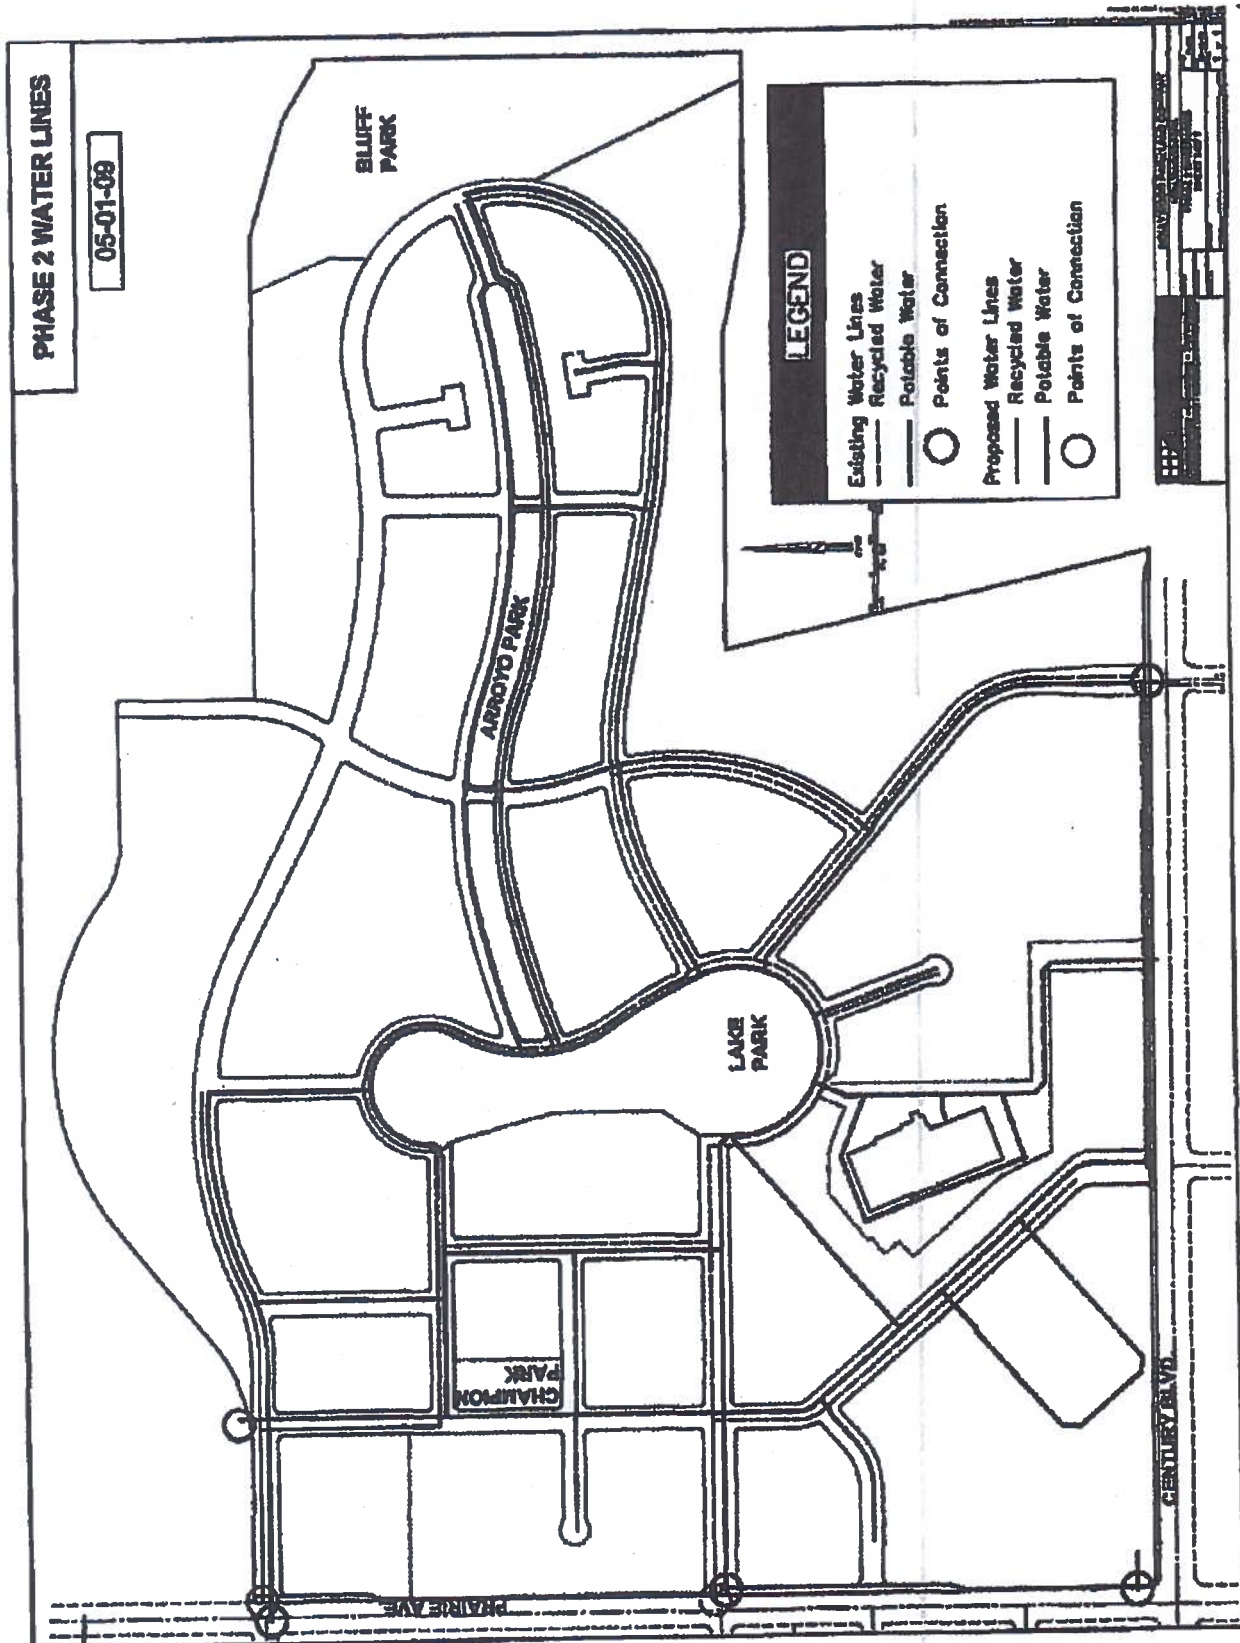 PHASE 2 WATER LINES
05-01-09
BLUFF
PARK
ARROYO PARK
LAKE
PARK
CHAMPION
PARK
PRAIRIE AVE
CENTURY BLVD.
LEGEND
Existing Water Lines
Recycled Water
Potable Water
Points of Connection
Proposed Water Lines
Recycled Water
Potable Water
Points of Connection